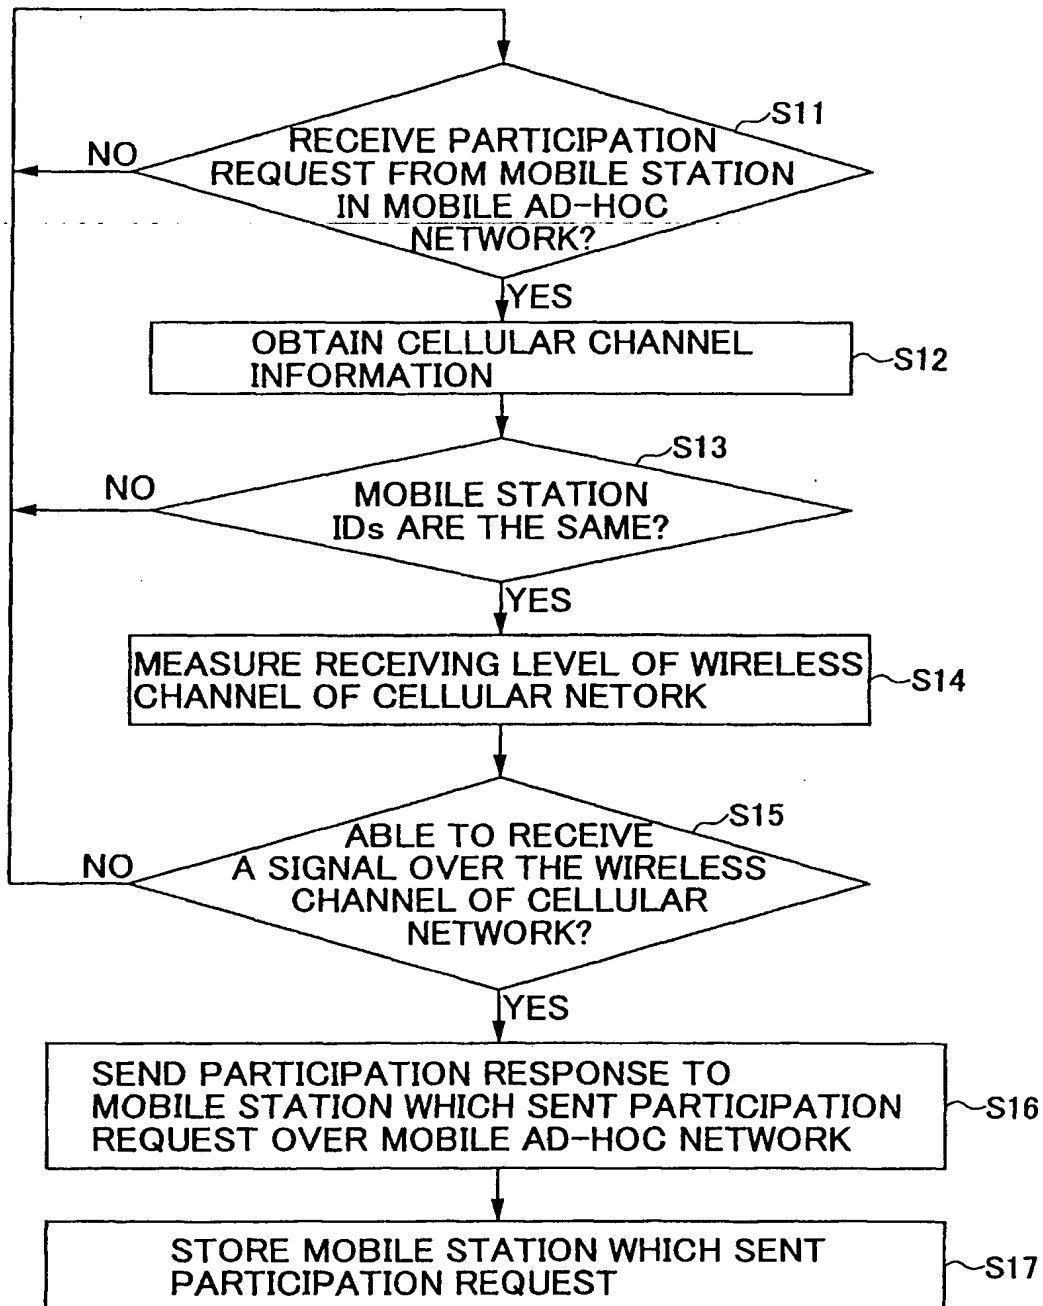 S11
RECEIVE PARTICIPATION
REQUEST FROM MOBILE STATION
IN MOBILE AD-HOC
NETWORK?
NO
YES
OBTAIN CELLULAR CHANNEL
INFORMATION
S12
S13
NO
MOBILE STATION
IDs ARE THE SAME?
YES
MEASURE RECEIVING LEVEL OF WIRELESS
CHANNEL OF CELLULAR NETORK
S14
S15
ABLE TO RECEIVE
A SIGNAL OVER THE WIRELESS
CHANNEL OF CELLULAR
NETWORK?
NO
YES
SEND PARTICIPATION RESPONSE TO
MOBILE STATION WHICH SENT PARTICIPATION
REQUEST OVER MOBILE AD-HOC NETWORK
S16
STORE MOBILE STATION WHICH SENT
PARTICIPATION REQUEST
S17